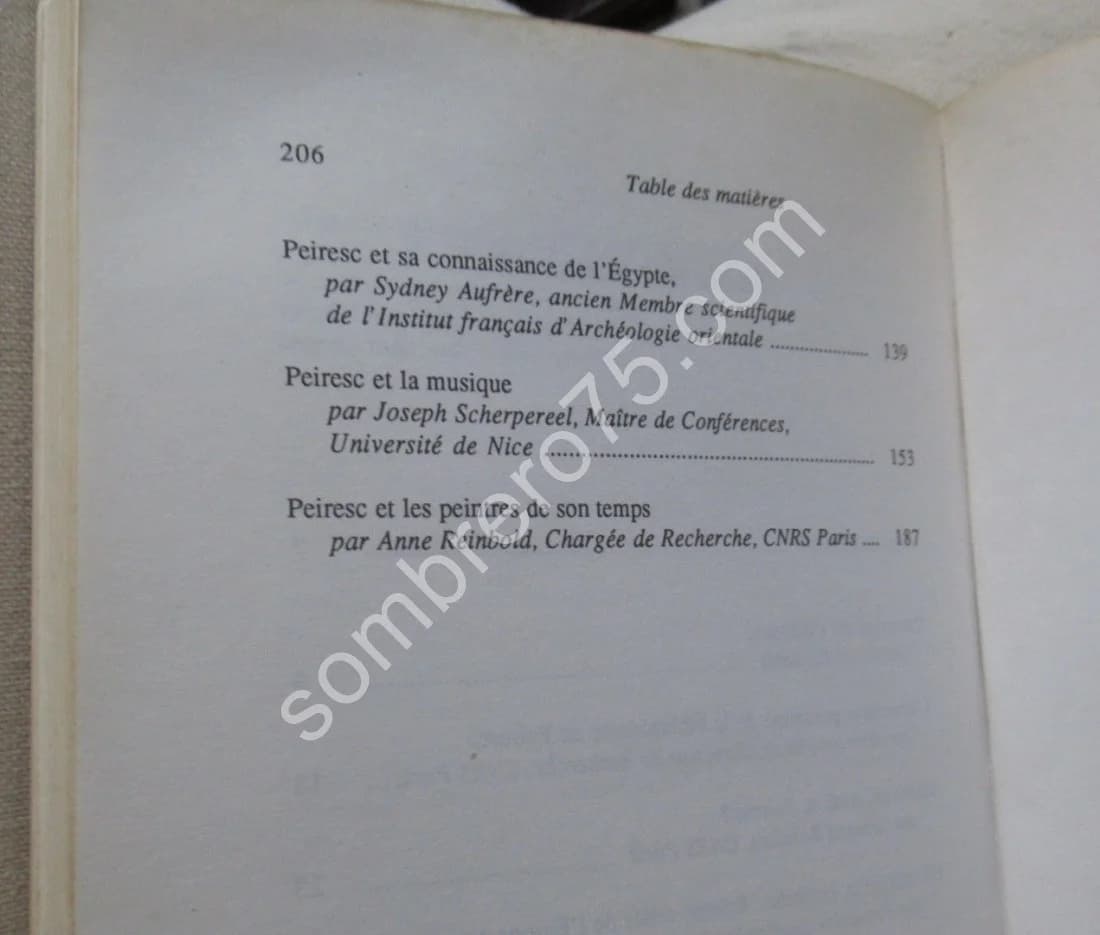 206
Table des matières
Peiresc et sa connaissance de l'Égypte,
par Sydney Aufrère, ancien Membre scientifique
de l'Institut français d'Archéologie orientale .................... 139
Peiresc et la musique
par Joseph Scherpereel, Maître de Conférences,
Université de Nice .................................................. 153
Peiresc et les peintres de son temps
par Anne Reinbold, Chargée de Recherche, CNRS Paris .... 187
sombrero75.com